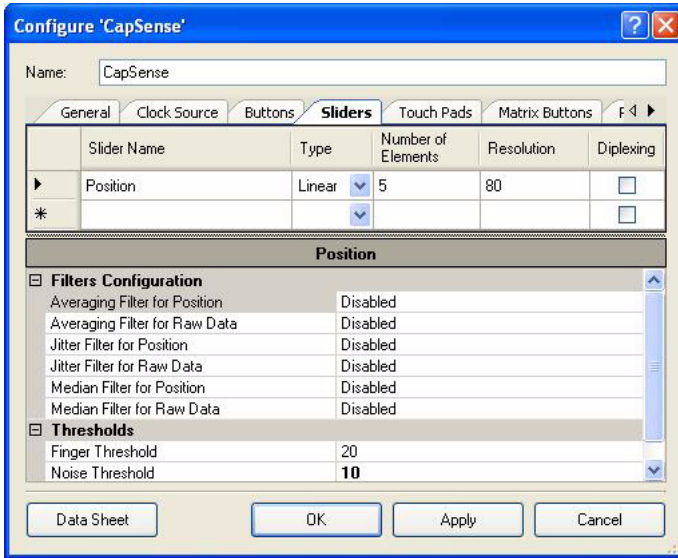 Configure 'CapSense'
Name: CapSense
General Clock Source Buttons Sliders Touch Pads Matrix Buttons
Slider Name Type Number of Elements Resolution Diplexing
Position Linear 5 80
Position
Filters Configuration
Averaging Filter for Position Disabled
Averaging Filter for Raw Data Disabled
Jitter Filter for Position Disabled
Jitter Filter for Raw Data Disabled
Median Filter for Position Disabled
Median Filter for Raw Data Disabled
Thresholds
Finger Threshold 20
Noise Threshold 10
Data Sheet OK Apply Cancel